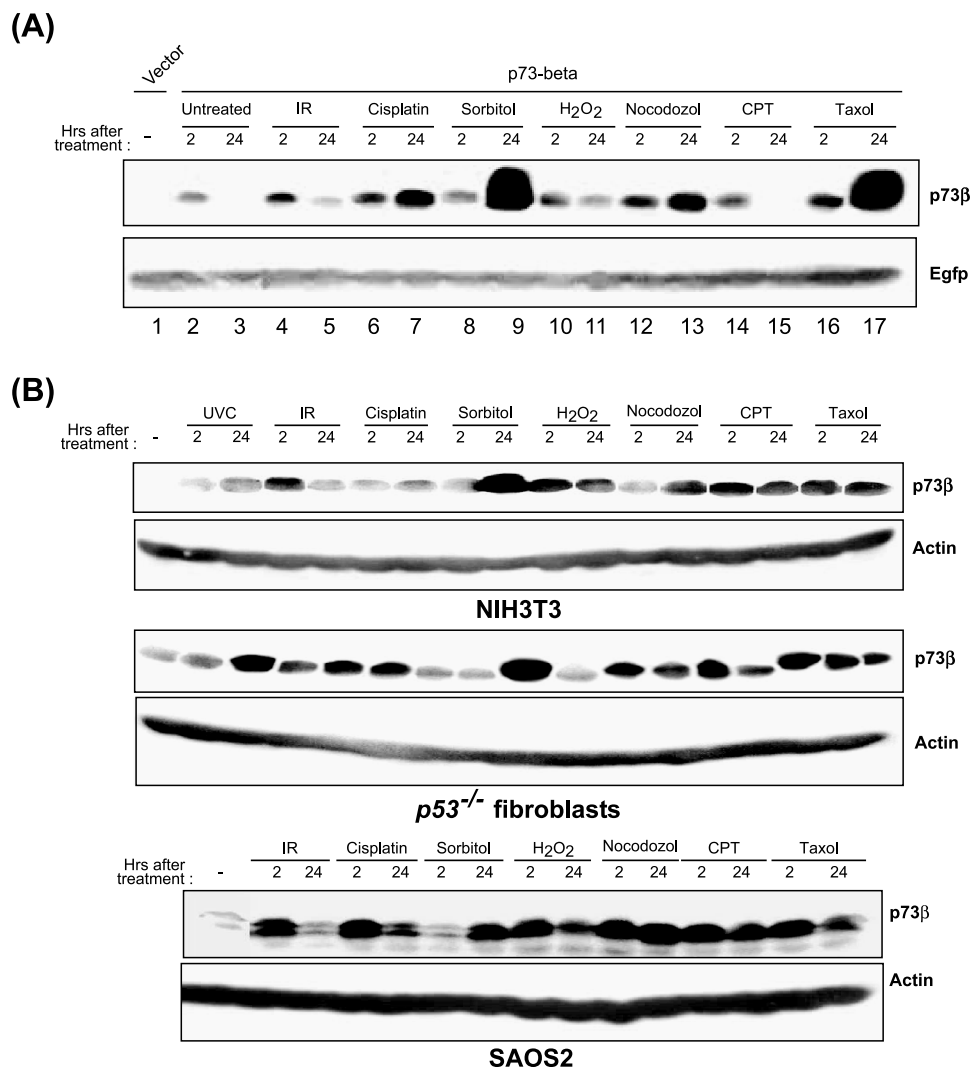 (A)
Vector
p73-beta
Untreated IR Cisplatin Sorbitol H2O2 Nocodozol CPT Taxol
Hrs after
treatment :
- 2 24 2 24 2 24 2 24 2 24 2 24 2 24 2 24
p73β
Egfp
1 2 3 4 5 6 7 8 9 10 11 12 13 14 15 16 17
(B)
UVC IR Cisplatin Sorbitol H2O2 Nocodozol CPT Taxol
Hrs after
treatment :
- 2 24 2 24 2 24 2 24 2 24 2 24 2 24 2 24
p73β
Actin
NIH3T3
p73β
Actin
p53-/- fibroblasts
IR Cisplatin Sorbitol H2O2 Nocodozol CPT Taxol
Hrs after
treatment :
- 2 24 2 24 2 24 2 24 2 24 2 24 2 24
p73β
Actin
SAOS2